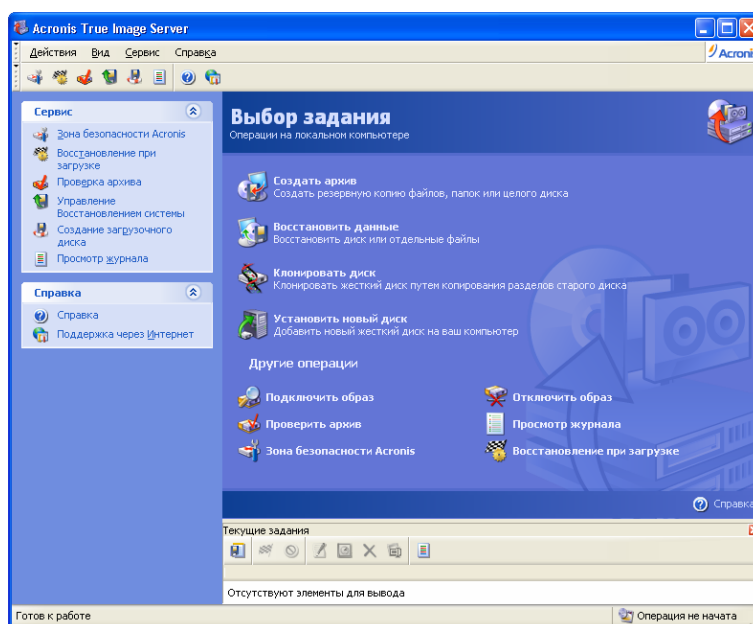 Acronis True Image Server
Действия Вид Сервис Справка
Acronis
Сервис
Зона безопасности Acronis
Восстановление при
загрузке
Проверка архива
Управление
Восстановлением системы
Создание загрузочного
диска
Просмотр журнала
Справка
Справка
Поддержка через Интернет
Выбор задания
Операции на локальном компьютере
Создать архив
Создать резервную копию файлов, папок или целого диска
Восстановить данные
Восстановить диск или отдельные файлы
Клонировать диск
Клонировать жесткий диск путем копирования разделов старого диска
Установить новый диск
Добавить новый жесткий диск на ваш компьютер
Другие операции
Подключить образ
Отключить образ
Проверить архив
Просмотр журнала
Зона безопасности Acronis
Восстановление при загрузке
Справка
Текущие задания
Отсутствуют элементы для вывода
Готов к работе
Операция не начата